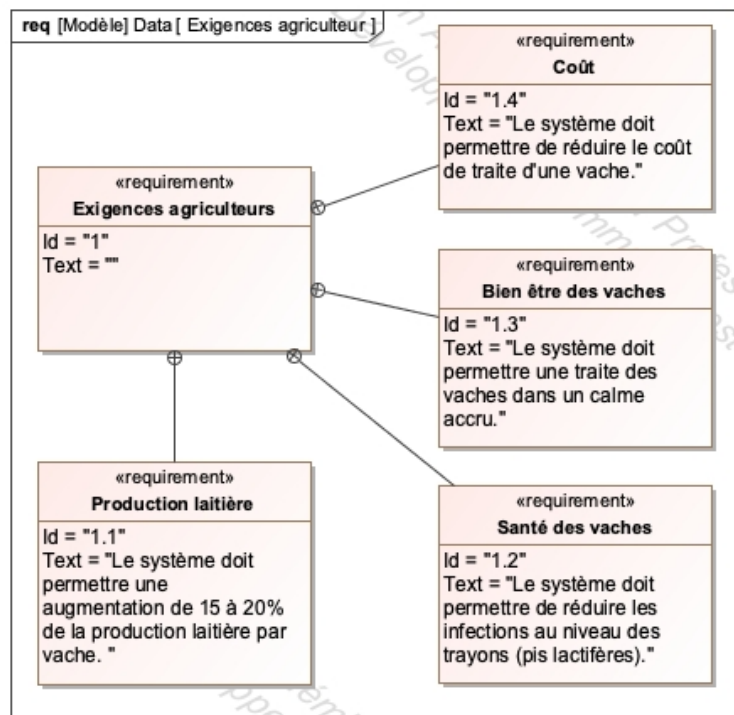 req [Modèle] Data [ Exigences agriculteur ]
«requirement»
Coût
Id = "1.4"
Text = "Le système doit
permettre de réduire le coût
de traite d'une vache."
«requirement»
Exigences agriculteurs
Id = "1"
Text = ""
«requirement»
Bien être des vaches
Id = "1.3"
Text = "Le système doit
permettre une traite des
vaches dans un calme
accru."
«requirement»
Production laitière
Id = "1.1"
Text = "Le système doit
permettre une
augmentation de 15 à 20%
de la production laitière par
vache. "
«requirement»
Santé des vaches
Id = "1.2"
Text = "Le système doit
permettre de réduire les
infections au niveau des
trayons (pis lactifères)."